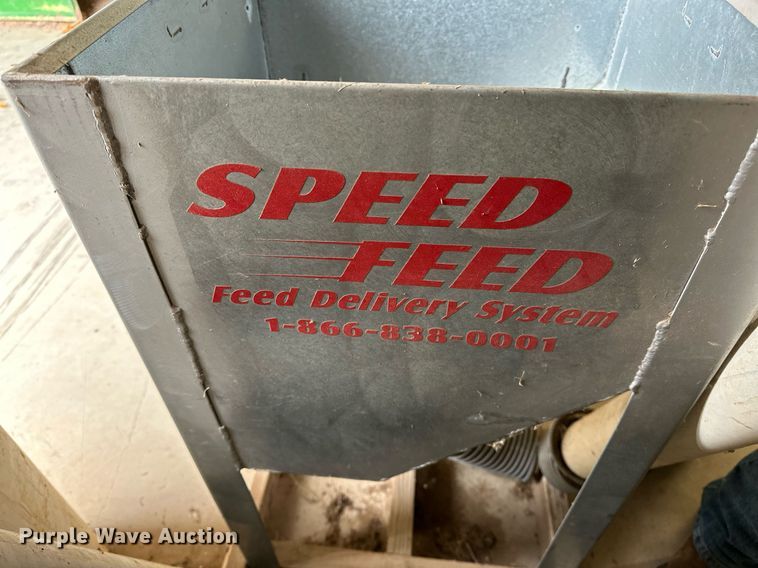 SPEED
FEED
Feed Delivery System
1-866-838-0001
Purple Wave Auction